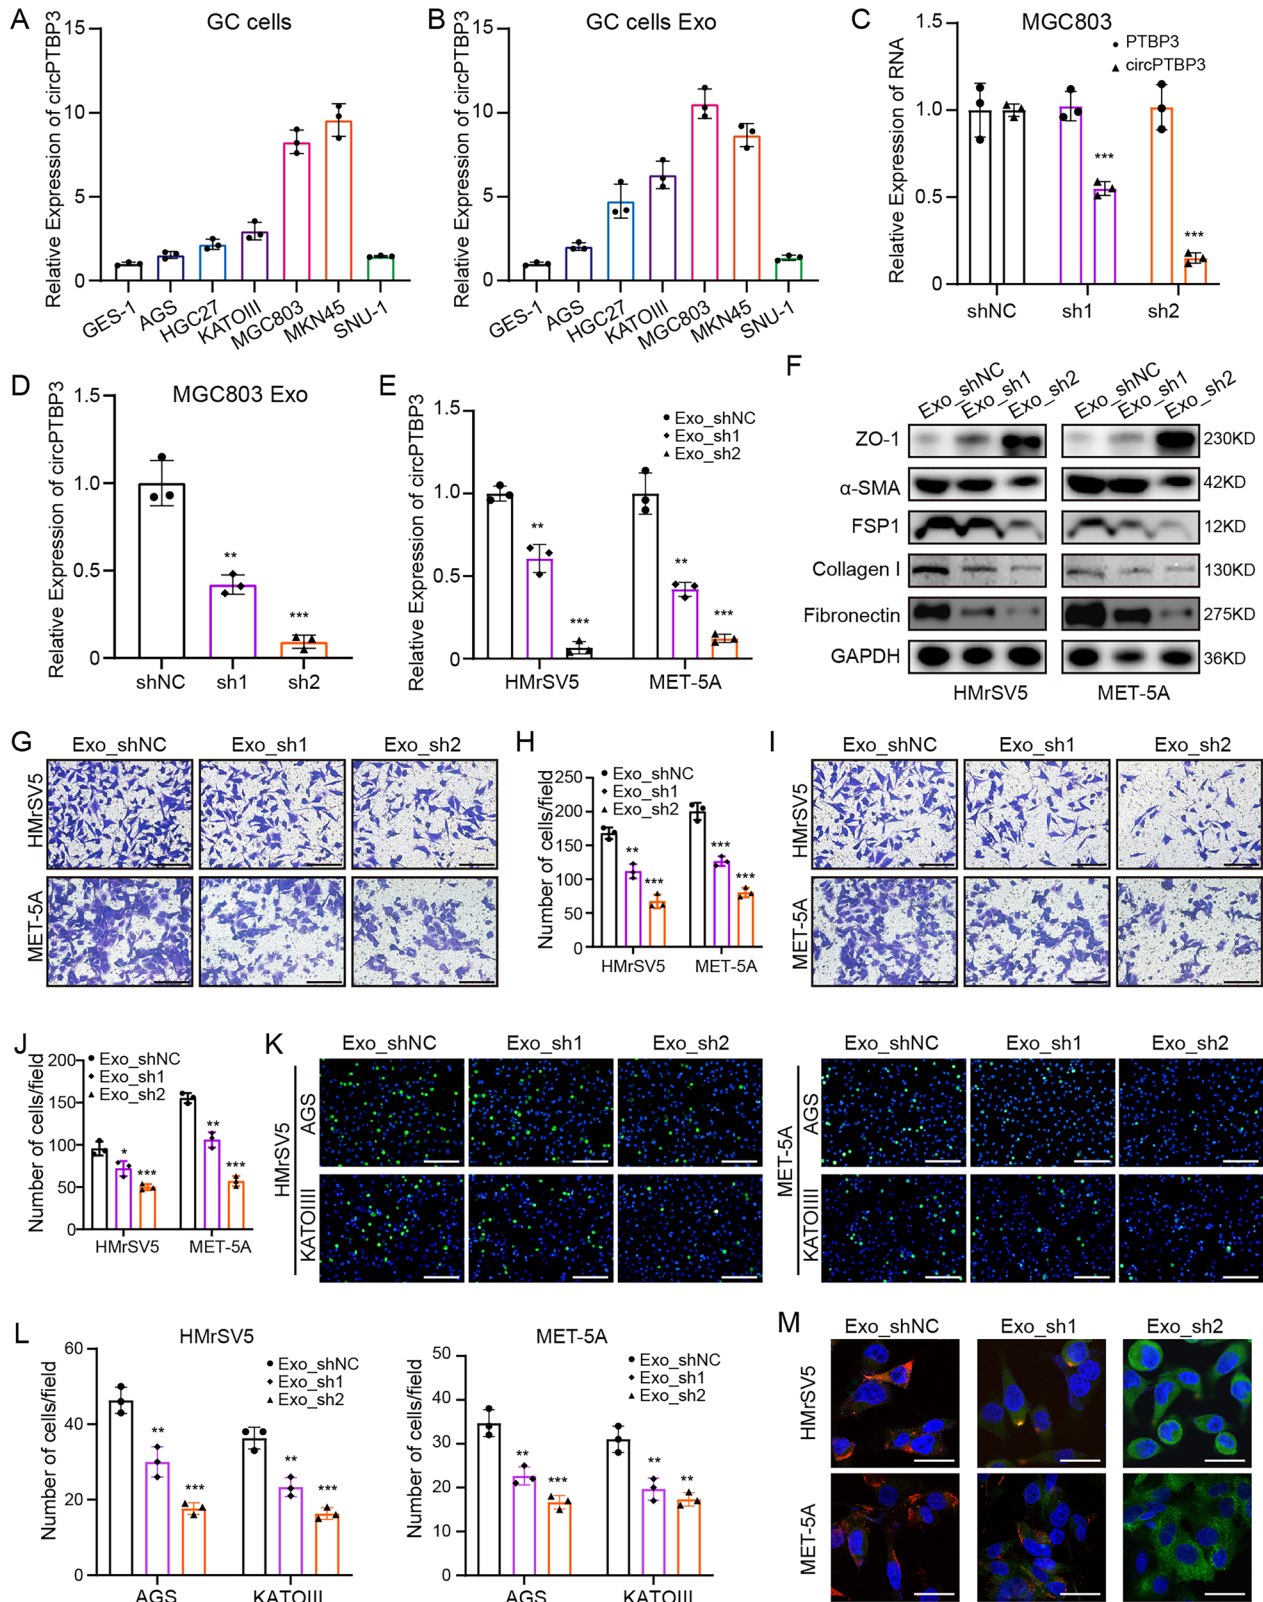 A
GC cells
Relative Expression of circPTBP3
15
10
5
0
GES-1
AGS
HGC27
KATOIII
MGC803
MKN45
SNU-1
B
GC cells Exo
Relative Expression of circPTBP3
15
10
5
0
GES-1
AGS
HGC27
KATOIII
MGC803
MKN45
SNU-1
C
MGC803
Relative Expression of RNA
1.5
1.0
0.5
0
PTBP3
circPTBP3
***
***
shNC
sh1
sh2
D
MGC803 Exo
Relative Expression of circPTBP3
1.5
1.0
0.5
0
**
***
shNC
sh1
sh2
E
Relative Expression of circPTBP3
1.5
1.0
0.5
0
Exo_shNC
Exo_sh1
Exo_sh2
**
***
**
***
HMrSV5
MET-5A
F
Exo_shNC
Exo_sh1
Exo_sh2
Exo_shNC
Exo_sh1
Exo_sh2
ZO-1
230KD
α-SMA
42KD
FSP1
12KD
Collagen I
130KD
Fibronectin
275KD
GAPDH
36KD
HMrSV5
MET-5A
G
Exo_shNC
Exo_sh1
Exo_sh2
HMrSV5
MET-5A
H
Number of cells/field
250
200
150
100
50
0
Exo_shNC
Exo_sh1
Exo_sh2
**
***
***
***
HMrSV5
MET-5A
I
Exo_shNC
Exo_sh1
Exo_sh2
HMrSV5
MET-5A
J
Number of cells/field
200
150
100
50
0
Exo_shNC
Exo_sh1
Exo_sh2
*
***
**
***
HMrSV5
MET-5A
K
Exo_shNC
Exo_sh1
Exo_sh2
HMrSV5
AGS
KATOIII
Exo_shNC
Exo_sh1
Exo_sh2
MET-5A
AGS
KATOIII
L
HMrSV5
Number of cells/field
60
40
20
0
Exo_shNC
Exo_sh1
Exo_sh2
**
***
**
***
AGS
KATOIII
MET-5A
Number of cells/field
50
40
30
20
10
0
Exo_shNC
Exo_sh1
Exo_sh2
**
***
**
**
AGS
KATOIII
M
Exo_shNC
Exo_sh1
Exo_sh2
HMrSV5
MET-5A